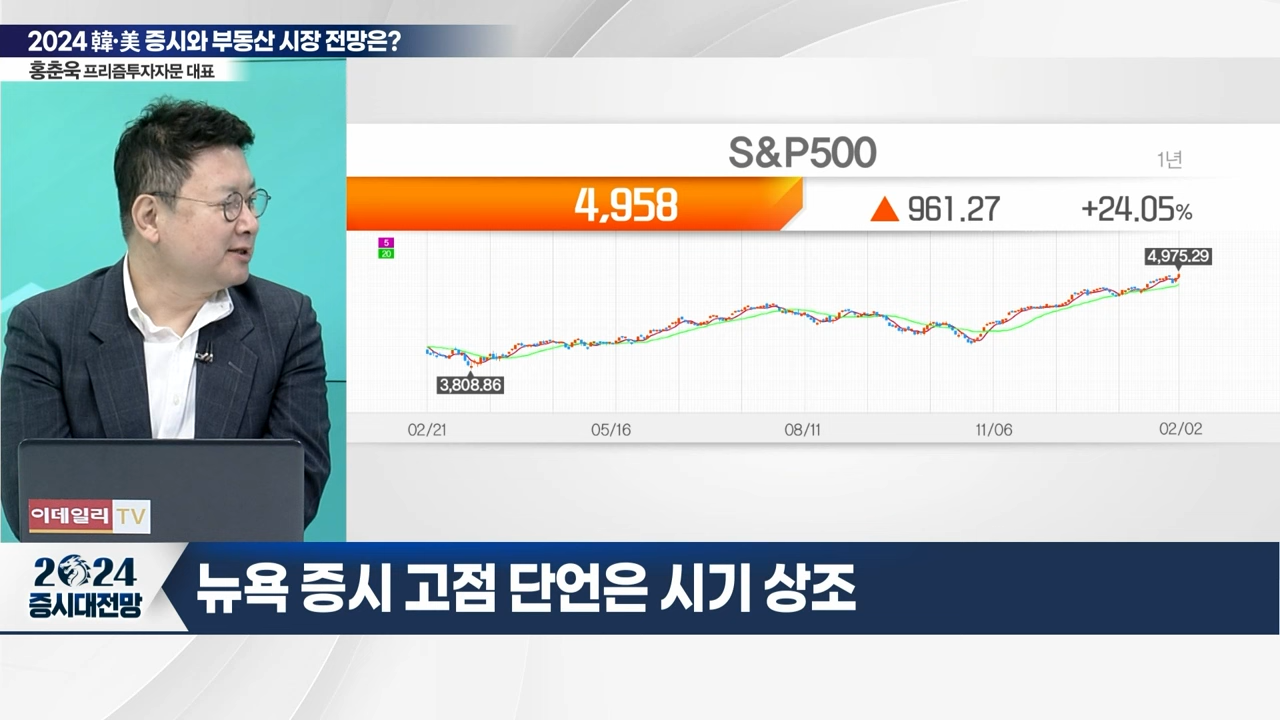 2024 韓·美 증시와 부동산 시장 전망은?
홍춘욱 프리즘투자자문 대표
S&P500
1년
4,958
▲ 961.27
+24.05%
5
20
4,975.29
3,808.86
02/21
05/16
08/11
11/06
02/02
이데일리 TV
2024
증시대전망
뉴욕 증시 고점 단언은 시기 상조